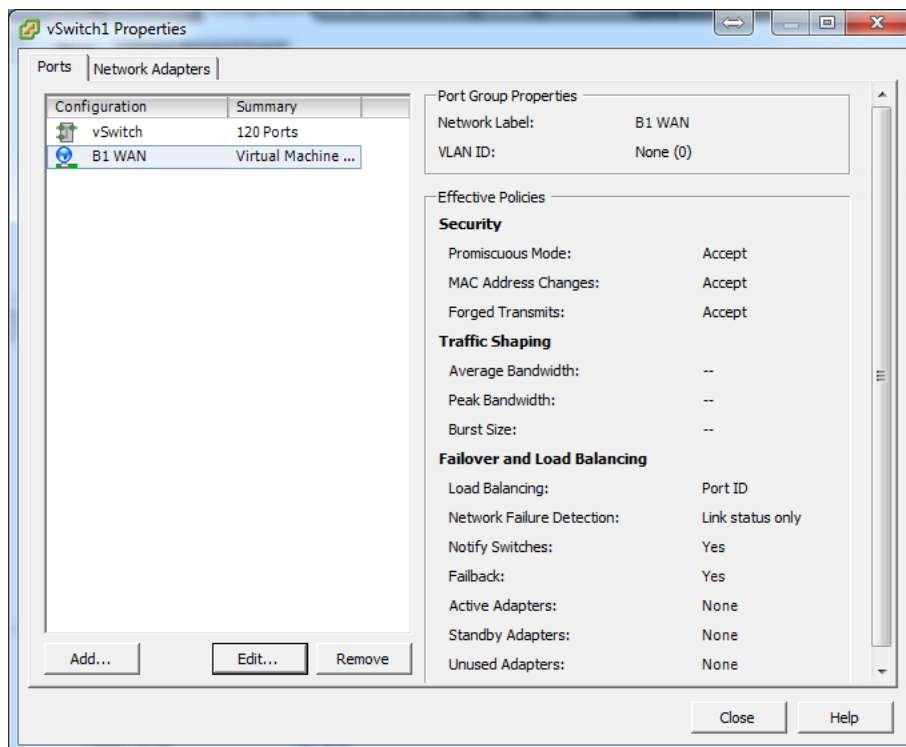 vSwitch1 Properties
Ports
Network Adapters
Configuration Summary
vSwitch 120 Ports
B1 WAN Virtual Machine ...
Add...
Edit...
Remove
Port Group Properties
Network Label: B1 WAN
VLAN ID: None (0)
Effective Policies
Security
Promiscuous Mode: Accept
MAC Address Changes: Accept
Forged Transmits: Accept
Traffic Shaping
Average Bandwidth: --
Peak Bandwidth: --
Burst Size: --
Failover and Load Balancing
Load Balancing: Port ID
Network Failure Detection: Link status only
Notify Switches: Yes
Failback: Yes
Active Adapters: None
Standby Adapters: None
Unused Adapters: None
Close
Help